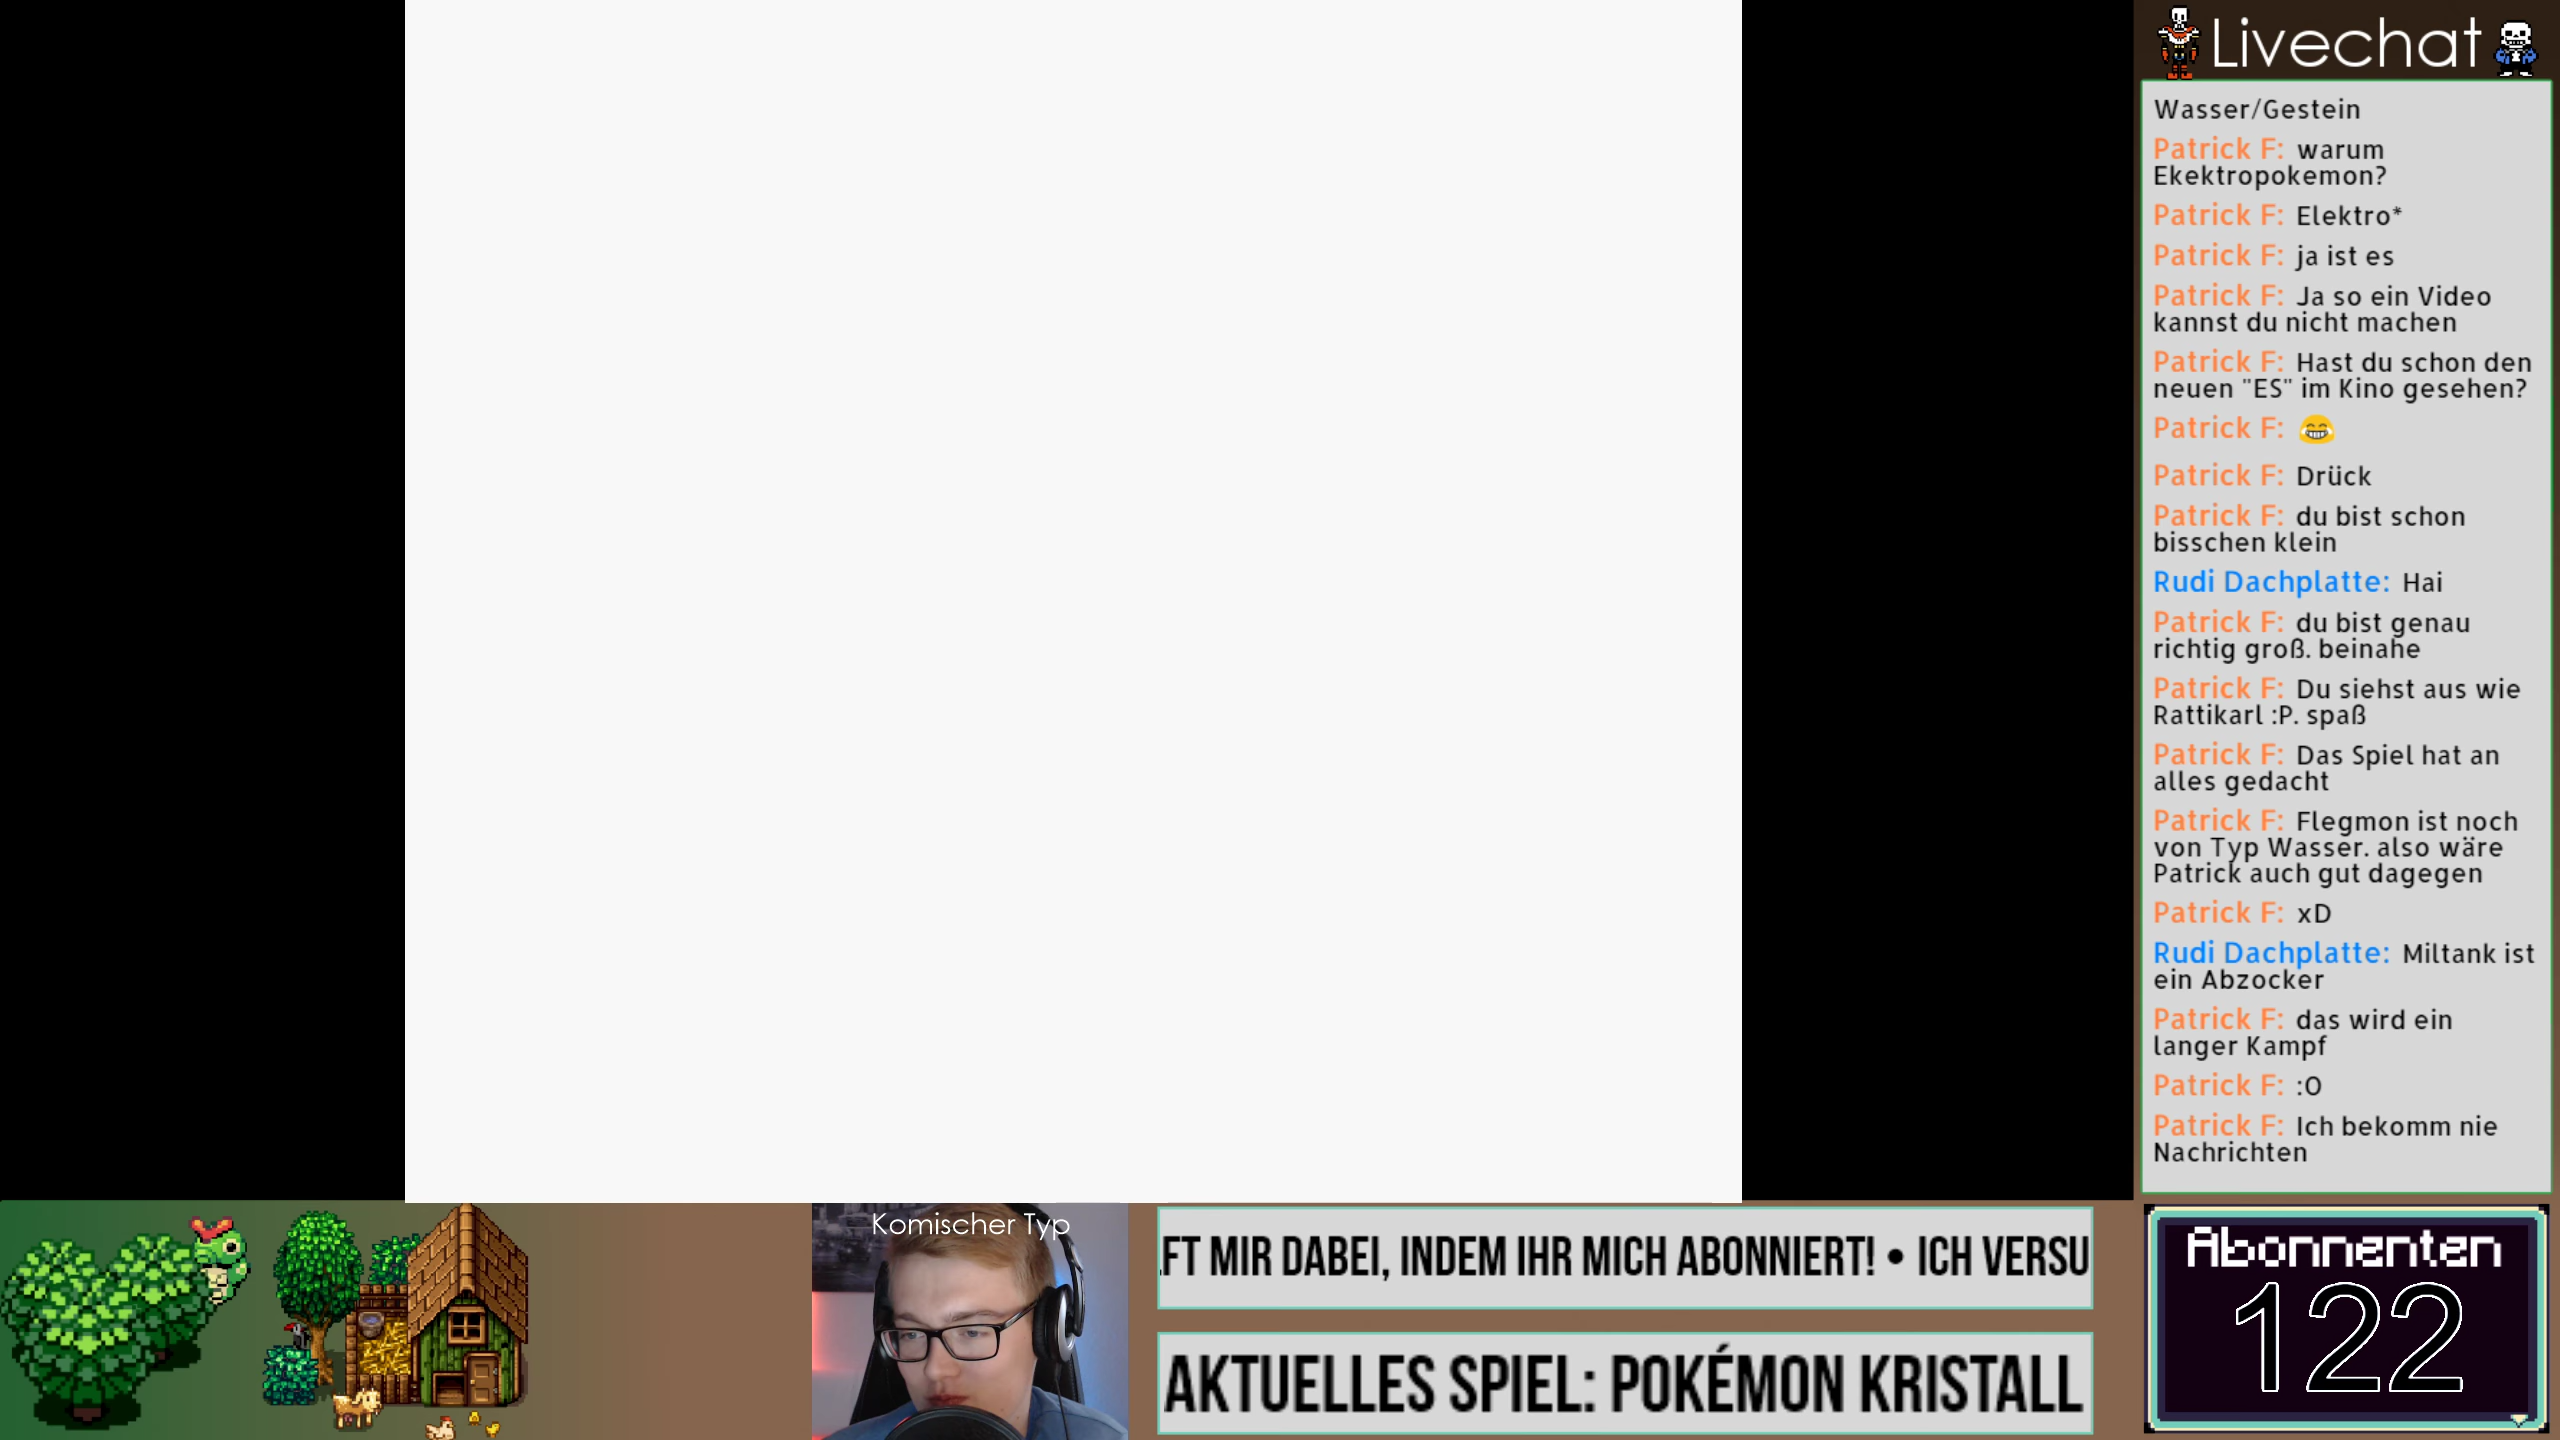 Livechat
Wasser/Gestein
Patrick F: warum
Ekektropokemon?
Patrick F: Elektro*
Patrick F: ja ist es
Patrick F: Ja so ein Video
kannst du nicht machen
Patrick F: Hast du schon den
neuen "ES" im Kino gesehen?
Patrick F: 😂
Patrick F: Drück
Patrick F: du bist schon
bisschen klein
Rudi Dachplatte: Hai
Patrick F: du bist genau
richtig groß. beinahe
Patrick F: Du siehst aus wie
Rattikarl :P. spaß
Patrick F: Das Spiel hat an
alles gedacht
Patrick F: Flegmon ist noch
von Typ Wasser. also wäre
Patrick auch gut dagegen
Patrick F: xD
Rudi Dachplatte: Miltank ist
ein Abzocker
Patrick F: das wird ein
langer Kampf
Patrick F: :O
Patrick F: Ich bekomm nie
Nachrichten
Komischer Typ
FT MIR DABEI, INDEM IHR MICH ABONNIERT! • ICH VERSU
AKTUELLES SPIEL: POKÉMON KRISTALL
Abonnenten
122